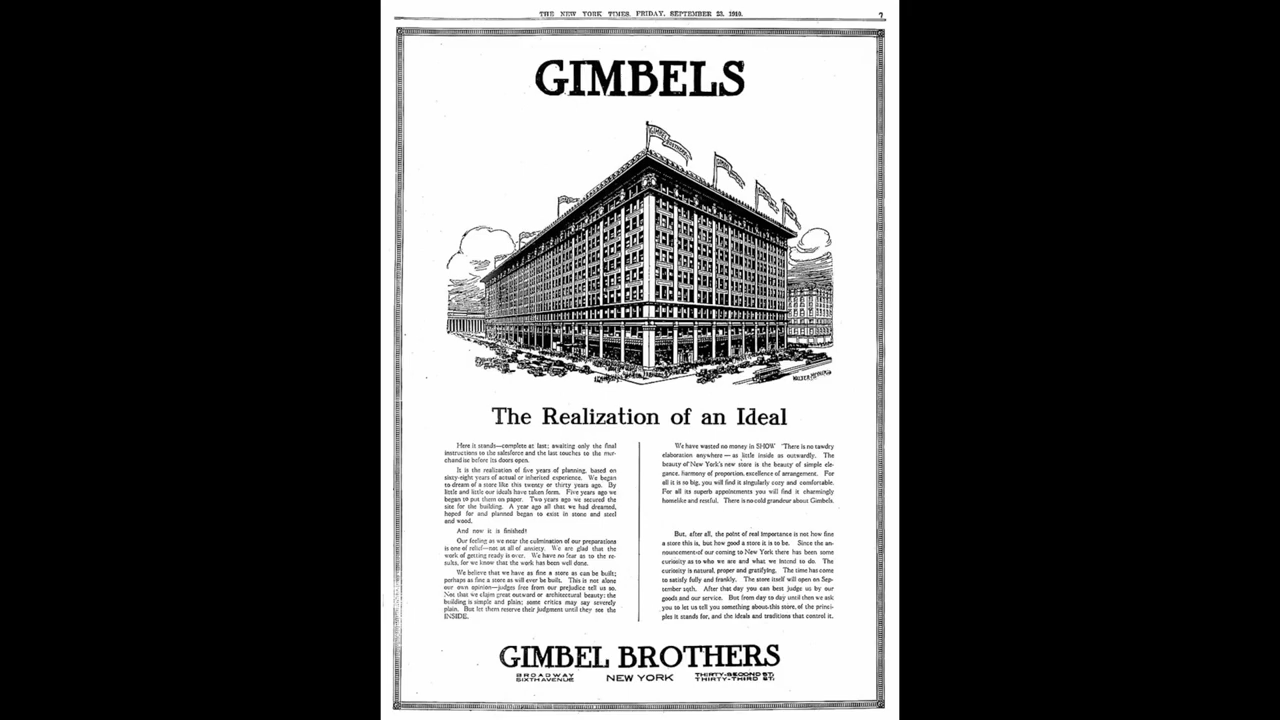 THE NEW YORK TIMES, FRIDAY, SEPTEMBER 23, 1910.
7
GIMBELS
GIMBEL BROTHERS
The Realization of an Ideal
Here it stands—complete at last; awaiting only the final
instructions to the salesforce and the last touches to the mer-
chandise before its doors open.
It is the realization of five years of planning, based on
sixty-eight years of actual or inherited experience. We began
to dream of a store like this twenty or thirty years ago. By
little and little our ideals have taken form. Five years ago we
began to put them on paper. Two years ago we secured the
site for the building. A year ago all that we had dreamed,
hoped for and planned began to exist in stone and steel
and wood.
And now it is finished!
Our feeling as we near the culmination of our preparations
is one of relief—not at all of anxiety. We are glad that the
work of getting ready is over. We have no fear as to the re-
sults, for we know that the work has been well done.
We believe that we have as fine a store as can be built;
perhaps as fine a store as will ever be built. This is not alone
our own opinion—judges free from our prejudice tell us so.
Not that we claim great outward or architectural beauty: the
building is simple and plain; some critics may say severely
plain. But let them reserve their judgment until they see the
INSIDE.
We have wasted no money in SHOW There is no tawdry
elaboration anywhere—as little inside as outwardly. The
beauty of New York's new store is the beauty of simple ele-
gance, harmony of proportion, excellence of arrangement. For
all it is so big, you will find it singularly cozy and comfortable.
For all its superb appointments you will find it charmingly
homelike and restful. There is no cold grandeur about Gimbels.
But, after all, the point of real importance is not how fine
a store this is, but how good a store it is to be. Since the an-
nouncement of our coming to New York there has been some
curiosity as to who we are and what we intend to do. The
curiosity is natural, proper and gratifying. The time has come
to satisfy fully and frankly. The store itself will open on Sep-
tember 29th. After that day you can best judge us by our
goods and our service. But from day to day until then we ask
you to let us tell you something about this store, of the princi-
ples it stands for, and the ideals and traditions that control it.
GIMBEL BROTHERS
BROADWAY
SIXTH AVENUE
NEW YORK
THIRTY-SECOND ST.
THIRTY-THIRD ST.